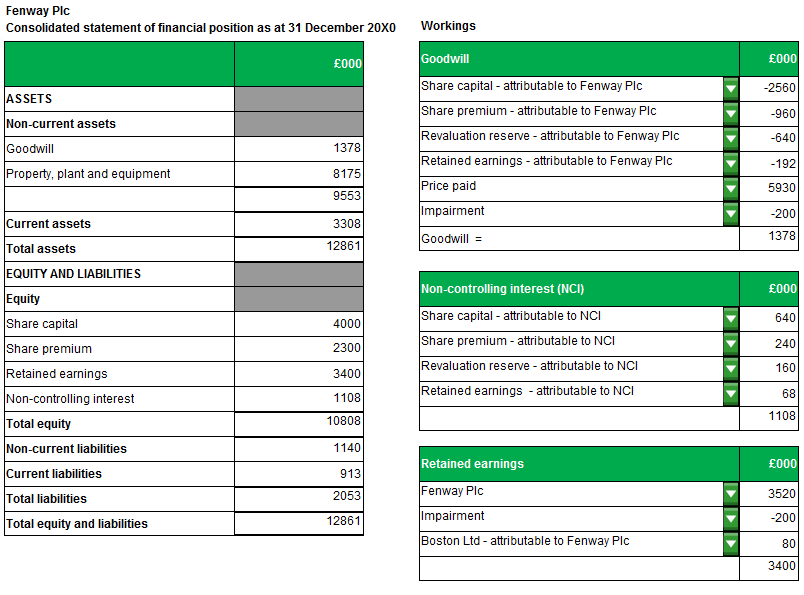 Fenway Plc
Consolidated statement of financial position as at 31 December 20X0
£000
ASSETS
Non-current assets
Goodwill 1378
Property, plant and equipment 8175
9553
Current assets 3308
Total assets 12861
EQUITY AND LIABILITIES
Equity
Share capital 4000
Share premium 2300
Retained earnings 3400
Non-controlling interest 1108
Total equity 10808
Non-current liabilities 1140
Current liabilities 913
Total liabilities 2053
Total equity and liabilities 12861
Workings
Goodwill £000
Share capital - attributable to Fenway Plc -2560
Share premium - attributable to Fenway Plc -960
Revaluation reserve - attributable to Fenway Plc -640
Retained earnings - attributable to Fenway Plc -192
Price paid 5930
Impairment -200
Goodwill = 1378
Non-controlling interest (NCI) £000
Share capital - attributable to NCI 640
Share premium - attributable to NCI 240
Revaluation reserve - attributable to NCI 160
Retained earnings - attributable to NCI 68
1108
Retained earnings £000
Fenway Plc 3520
Impairment -200
Boston Ltd - attributable to Fenway Plc 80
3400